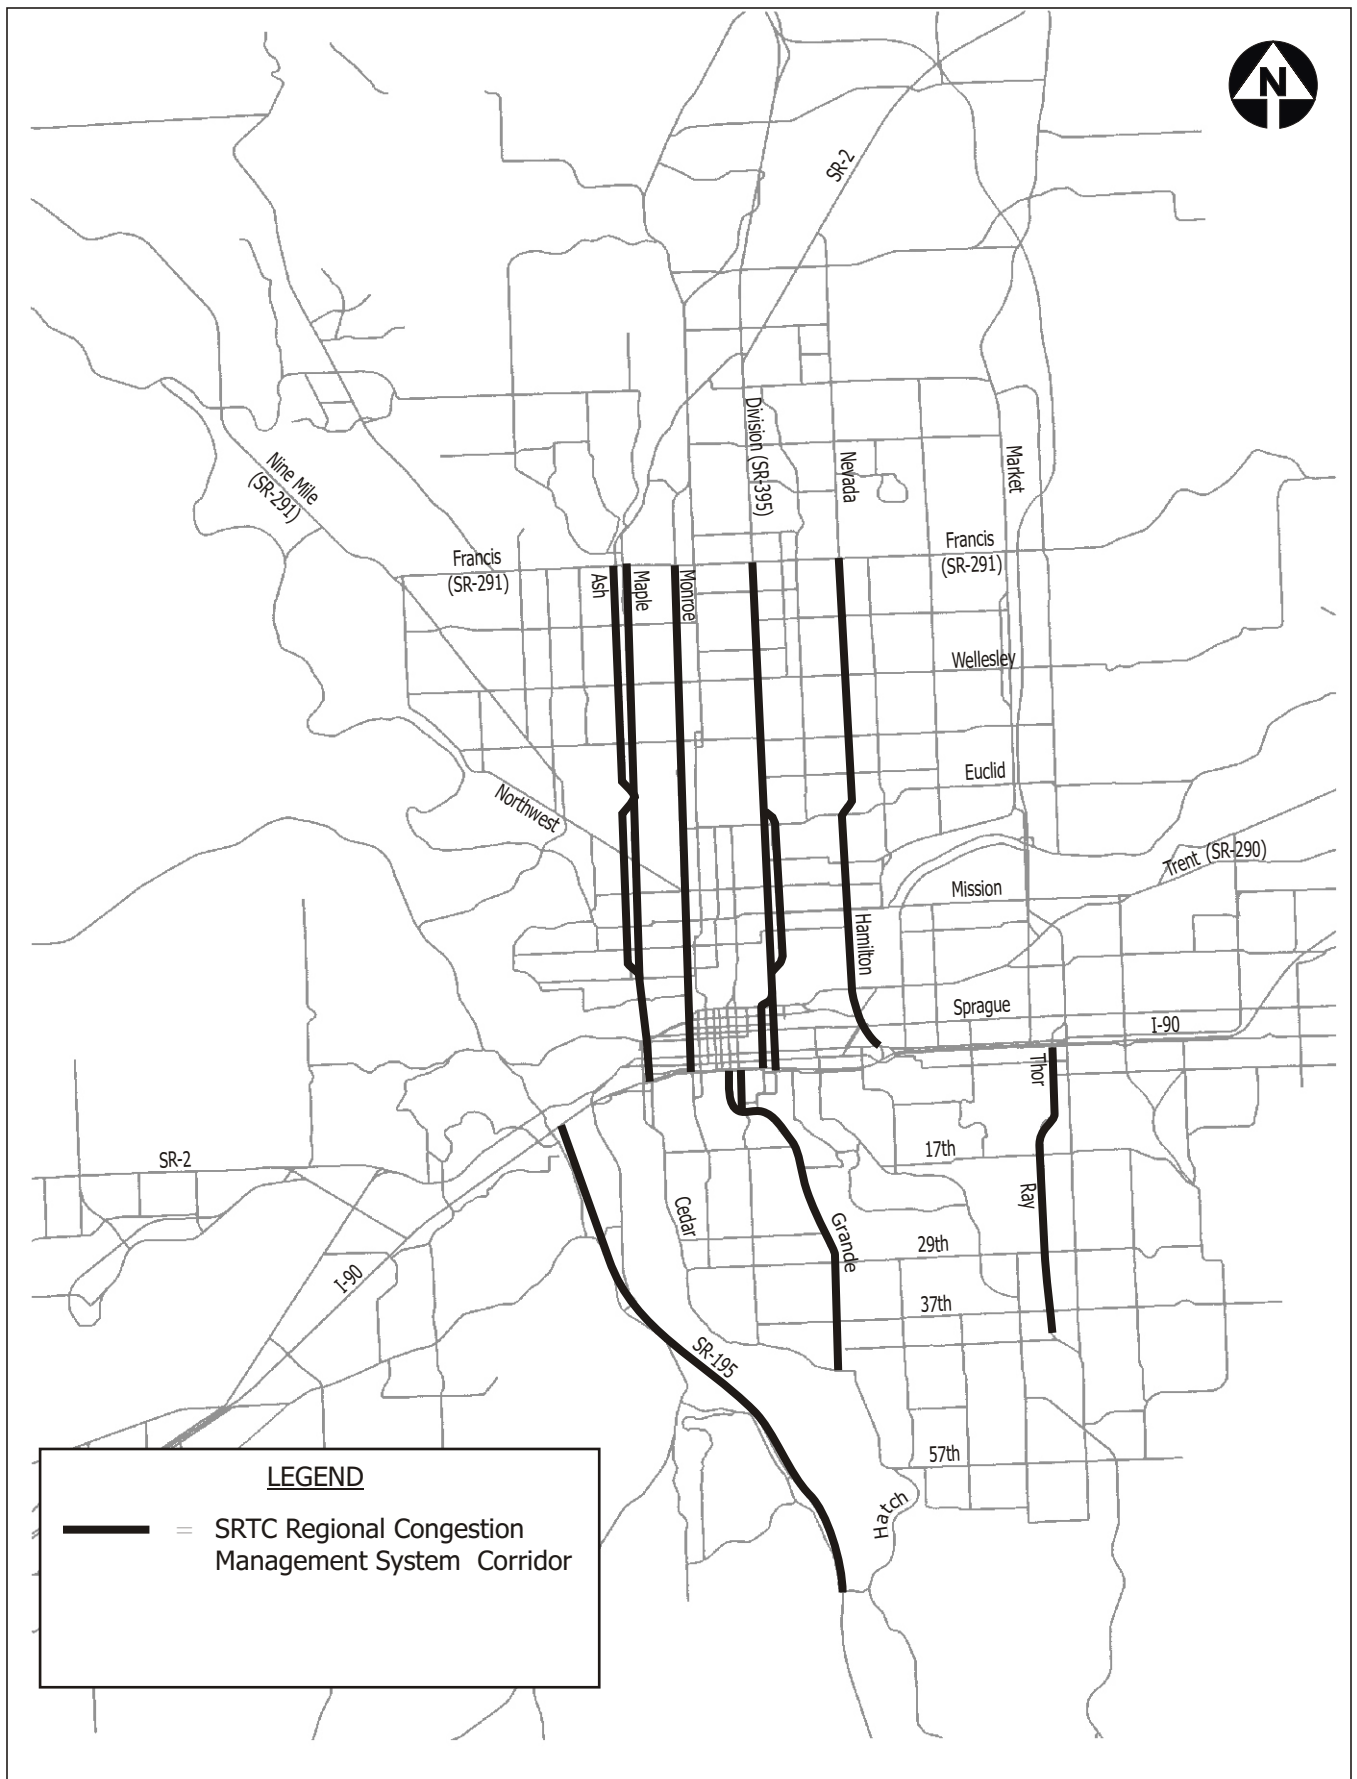 N
SR-2
Division (SR-395)
Nevada
Market
Nine Mile
(SR-291)
Francis
(SR-291)
Francis
(SR-291)
Ash
Maple
Monroe
Wellesley
Euclid
Northwest
Trent (SR-290)
Mission
Hamilton
Sprague
I-90
Thor
17th
SR-2
Ray
Cedar
Grande
29th
I-90
37th
SR-195
57th
Hatch
LEGEND
= SRTC Regional Congestion
Management System Corridor